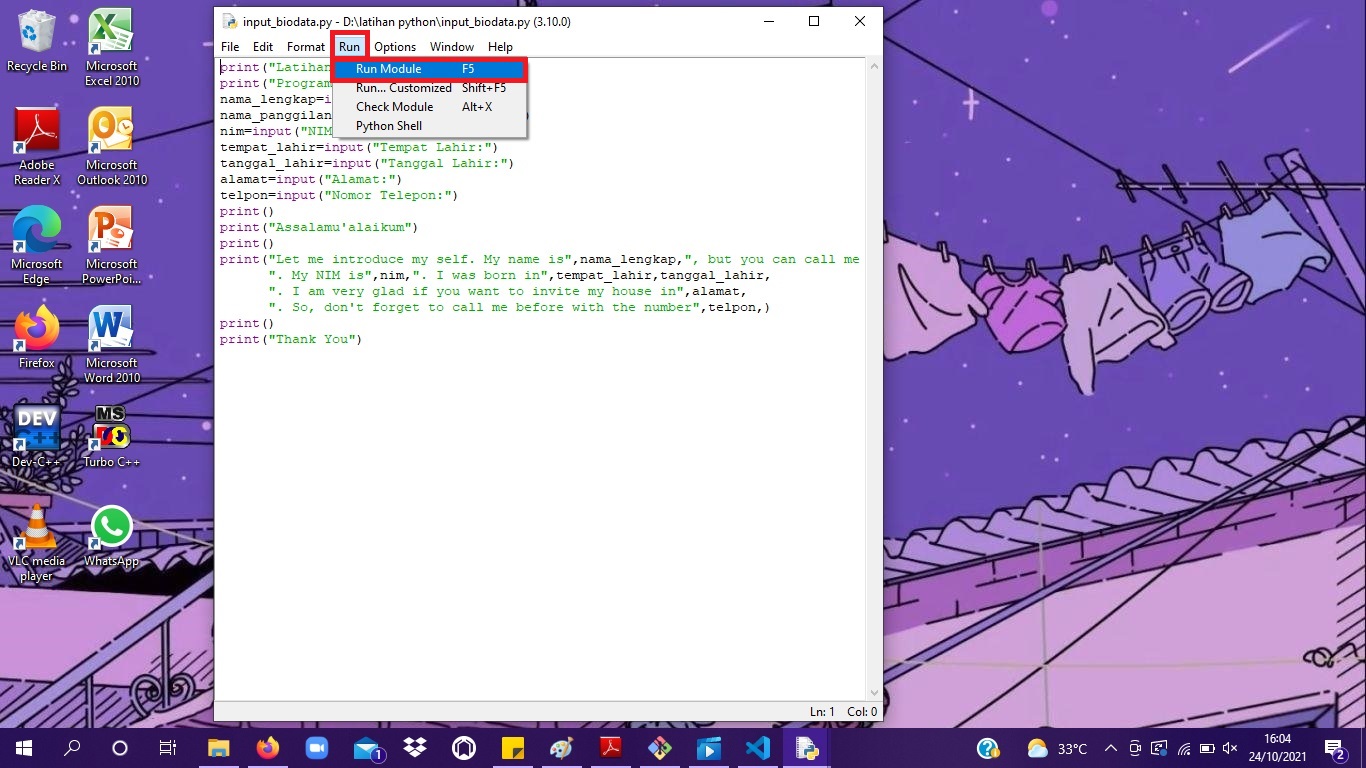 input_biodata.py - D:\latihan python\input_biodata.py (3.10.0)
File Edit Format Run Options Window Help
Run Module F5
Run... Customized Shift+F5
Check Module Alt+X
Python Shell
print("Latihan
print("Program
nama_lengkap=i
nama_panggilan
nim=input("NIM
tempat_lahir=input("Tempat Lahir:")
tanggal_lahir=input("Tanggal Lahir:")
alamat=input("Alamat:")
telpon=input("Nomor Telepon:")
print()
print("Assalamu'alaikum")
print()
print("Let me introduce my self. My name is",nama_lengkap,", but you can call me
". My NIM is",nim,". I was born in",tempat_lahir,tanggal_lahir,
". I am very glad if you want to invite my house in",alamat,
". So, don't forget to call me before with the number",telpon,)
print()
print("Thank You")
Ln: 1 Col: 0
Recycle Bin
Microsoft
Excel 2010
Adobe
Reader X
Microsoft
Outlook 2010
Microsoft
Edge
Microsoft
PowerPoi...
Firefox
Microsoft
Word 2010
DEV
C++
Dev-C++
MS
Turbo C++
VLC media
player
WhatsApp
1
33°C
16:04
24/10/2021
2